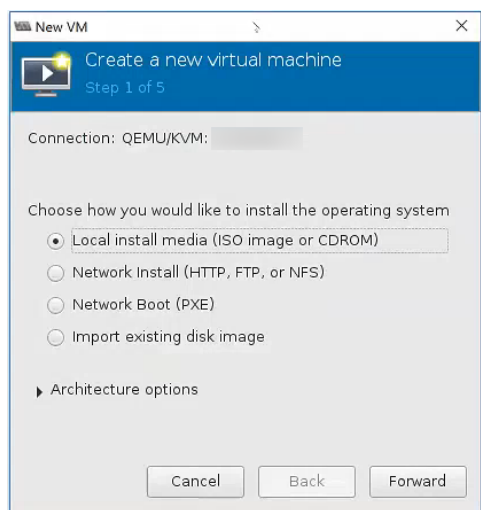 New VM
Create a new virtual machine
Step 1 of 5
Connection: QEMU/KVM:
Choose how you would like to install the operating system
Local install media (ISO image or CDROM)
Network Install (HTTP, FTP, or NFS)
Network Boot (PXE)
Import existing disk image
Architecture options
Cancel Back Forward